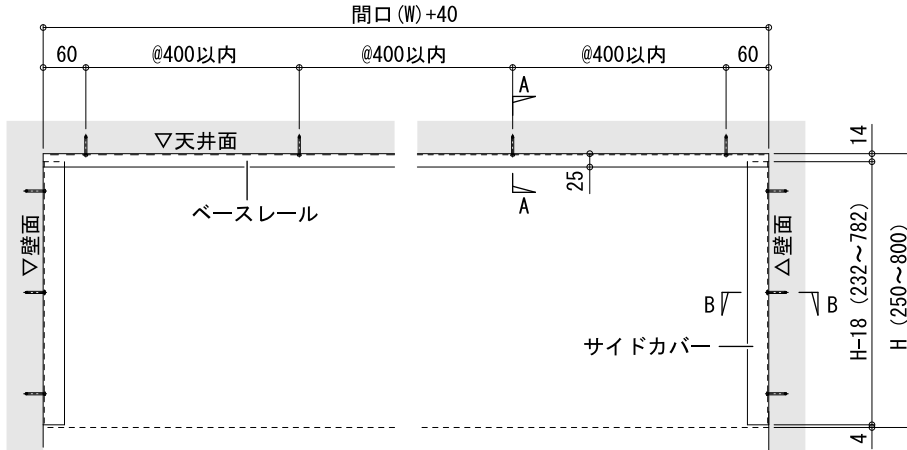 間口(W)+40
60
@400以内
@400以内
@400以内
60
A
▽天井面
14
25
ベースレール
A
▽壁面
△壁面
H-18 (232～782)
H (250～800)
B
B
サイドカバー
4